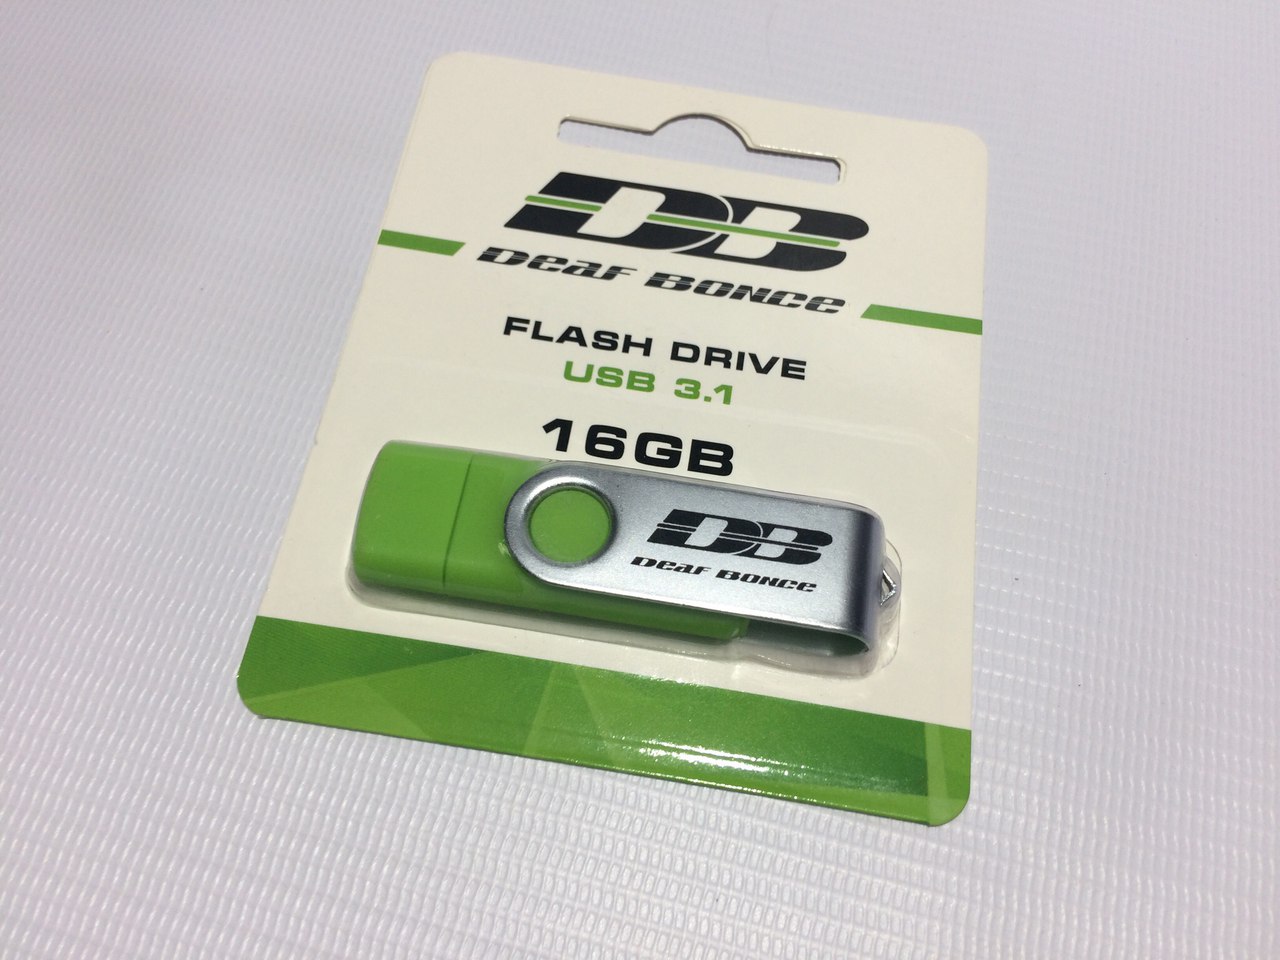 DB
Deaf Bonce
FLASH DRIVE
USB 3.1
16GB
DB
Deaf Bonce